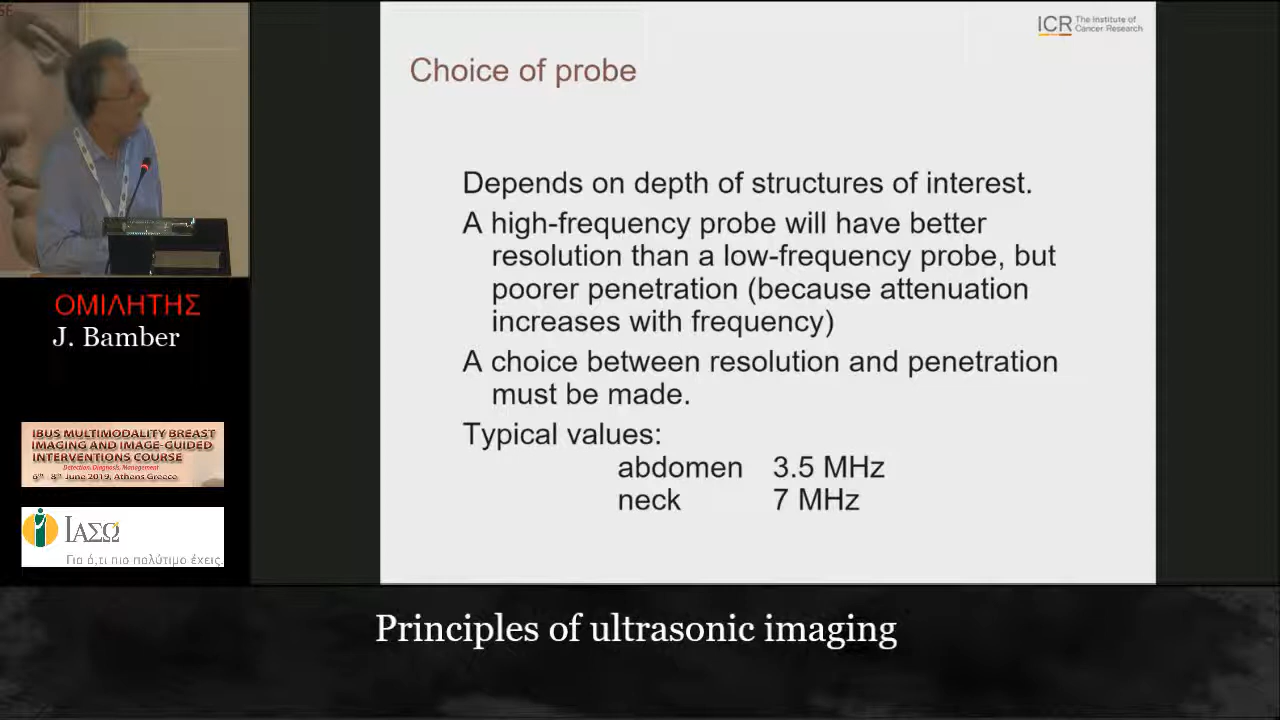 ICR The Institute of
Cancer Research
Choice of probe
Depends on depth of structures of interest.
A high-frequency probe will have better
resolution than a low-frequency probe, but
poorer penetration (because attenuation
increases with frequency)
A choice between resolution and penetration
must be made.
Typical values:
abdomen 3.5 MHz
neck 7 MHz
ΟΜΙΛΗΤΗΣ
J. Bamber
IBUS MULTIMODALITY BREAST
IMAGING AND IMAGE-GUIDED
INTERVENTIONS COURSE
Detection, Diagnosis, Management
6th - 8th June 2019, Athens Greece
ΙΑΣΩ
Για ό,τι πιο πολύτιμο έχεις.
Principles of ultrasonic imaging